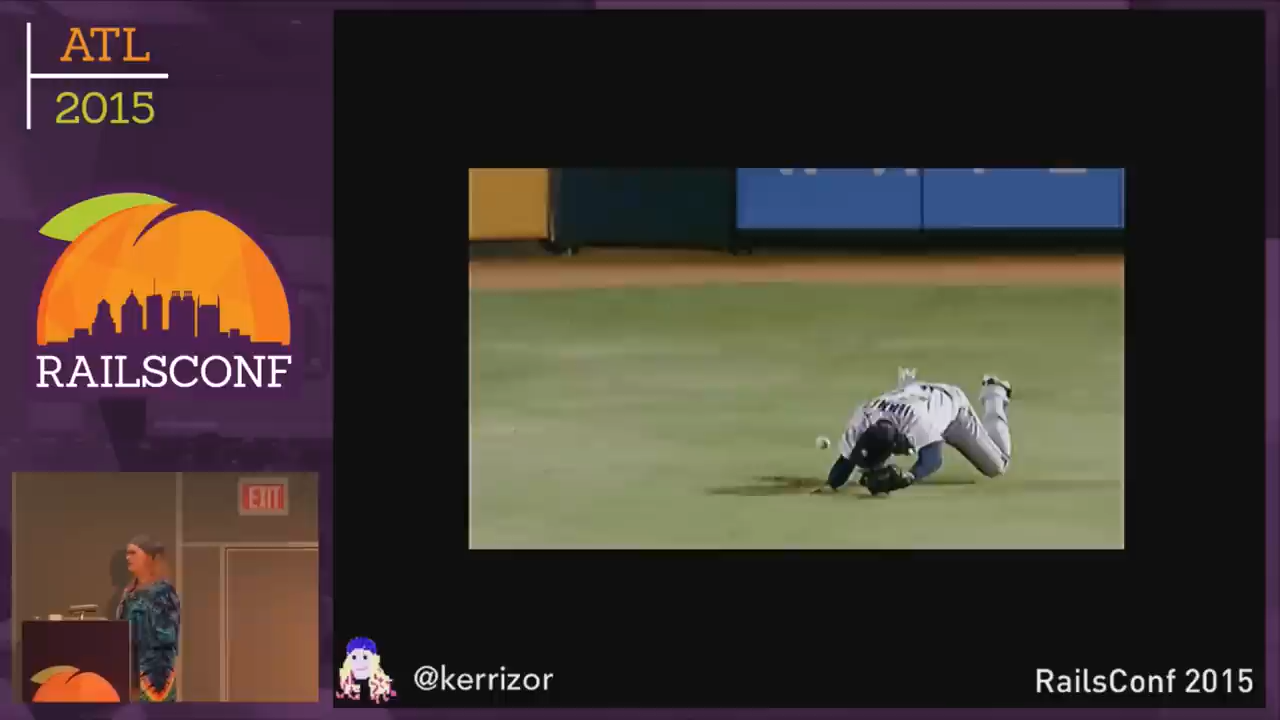 ATL
2015
RAILSCONF
EXIT
@kerrizor
RailsConf 2015